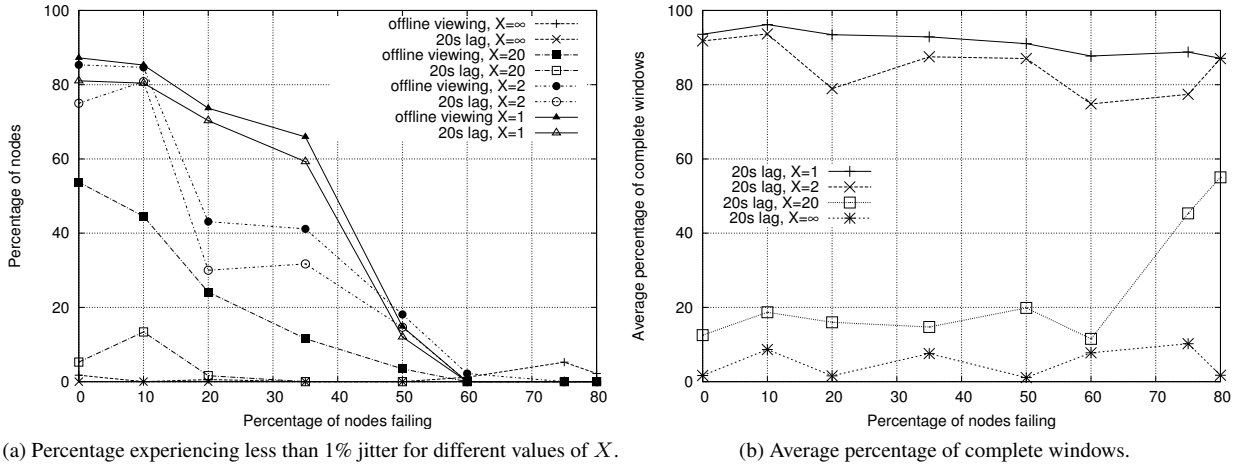 Percentage of nodes
100
80
60
40
20
0
offline viewing, X=∞
20s lag, X=∞
offline viewing, X=20
20s lag, X=20
offline viewing, X=2
20s lag, X=2
offline viewing X=1
20s lag, X=1
0 10 20 30 40 50 60 70 80
Percentage of nodes failing
(a) Percentage experiencing less than 1% jitter for different values of X.
Average percentage of complete windows
100
80
60
40
20
0
20s lag, X=1
20s lag, X=2
20s lag, X=20
20s lag, X=∞
0 10 20 30 40 50 60 70 80
Percentage of nodes failing
(b) Average percentage of complete windows.